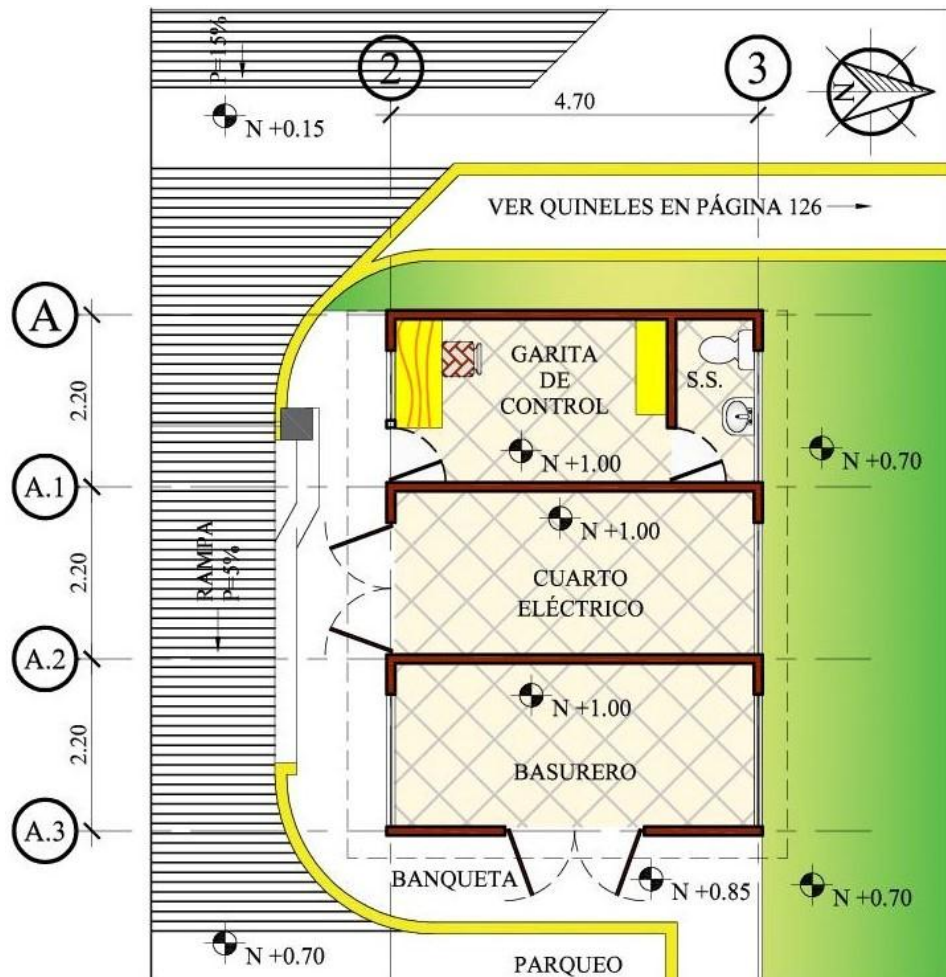 P=15%
2
3
4.70
N
N +0.15
VER QUINELES EN PÁGINA 126
A
2.20
GARITA
DE
CONTROL
S.S.
N +1.00
N +0.70
A.1
2.20
RAMPA
P=5%
N +1.00
CUARTO
ELÉCTRICO
A.2
2.20
N +1.00
BASURERO
A.3
BANQUETA
N +0.85
N +0.70
N +0.70
PARQUEO